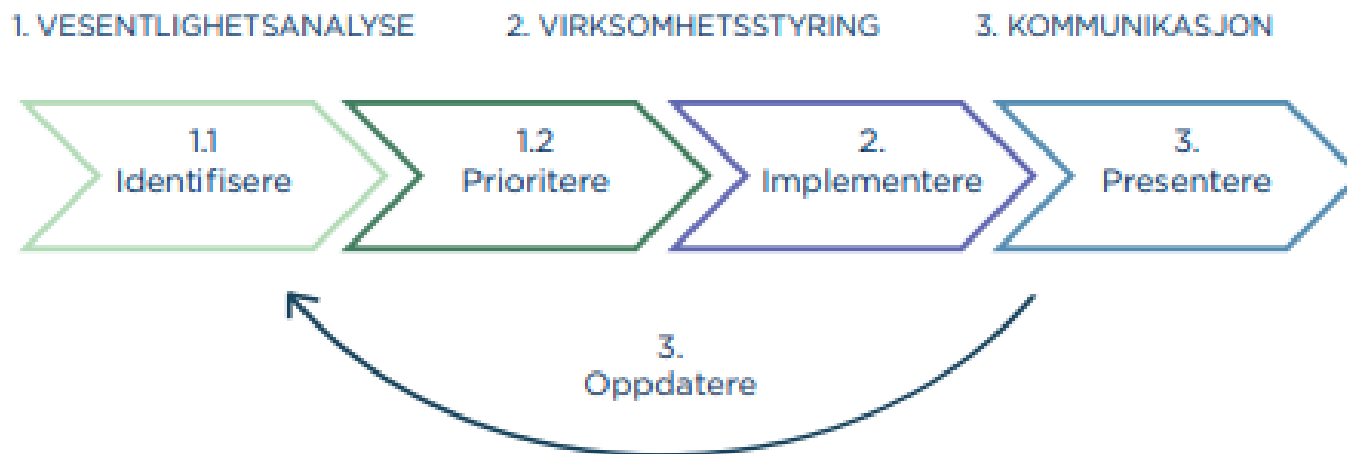 1. VESENTLIGHETSANALYSE
2. VIRKSOMHETSSTYRING
3. KOMMUNIKASJON
1.1
Identifisere
1.2
Prioritere
2.
Implementere
3.
Presentere
3.
Oppdatere